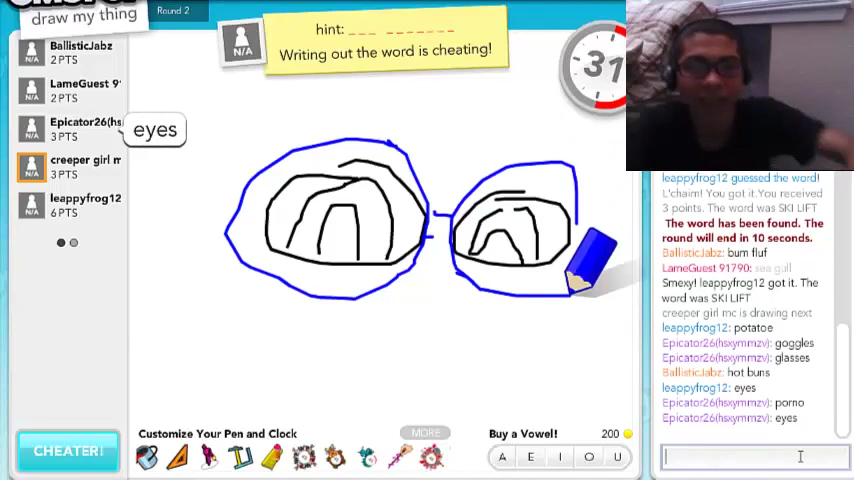 draw my thing
Round 2
hint: ___ _______
Writing out the word is cheating!
N/A
31
N/A
BallisticJabz
2 PTS
N/A
LameGuest 9
2 PTS
N/A
Epicator26(hs
3 PTS
eyes
N/A
creeper girl m
3 PTS
N/A
leappyfrog12
6 PTS
leappyfrog12 guessed the word!
L'chaim! You got it.You received
3 points. The word was SKI LIFT
The word has been found. The
round will end in 10 seconds.
BallisticJabz: bum fluf
LameGuest 91790: sea gull
Smexy! leappyfrog12 got it. The
word was SKI LIFT
creeper girl mc is drawing next
leappyfrog12: potatoe
Epicator26(hsxymmzv): goggles
Epicator26(hsxymmzv): glasses
BallisticJabz: hot buns
leappyfrog12: eyes
Epicator26(hsxymmzv): porno
Epicator26(hsxymmzv): eyes
CHEATER!
Customize Your Pen and Clock
MORE
Buy a Vowel!
200
A E I O U